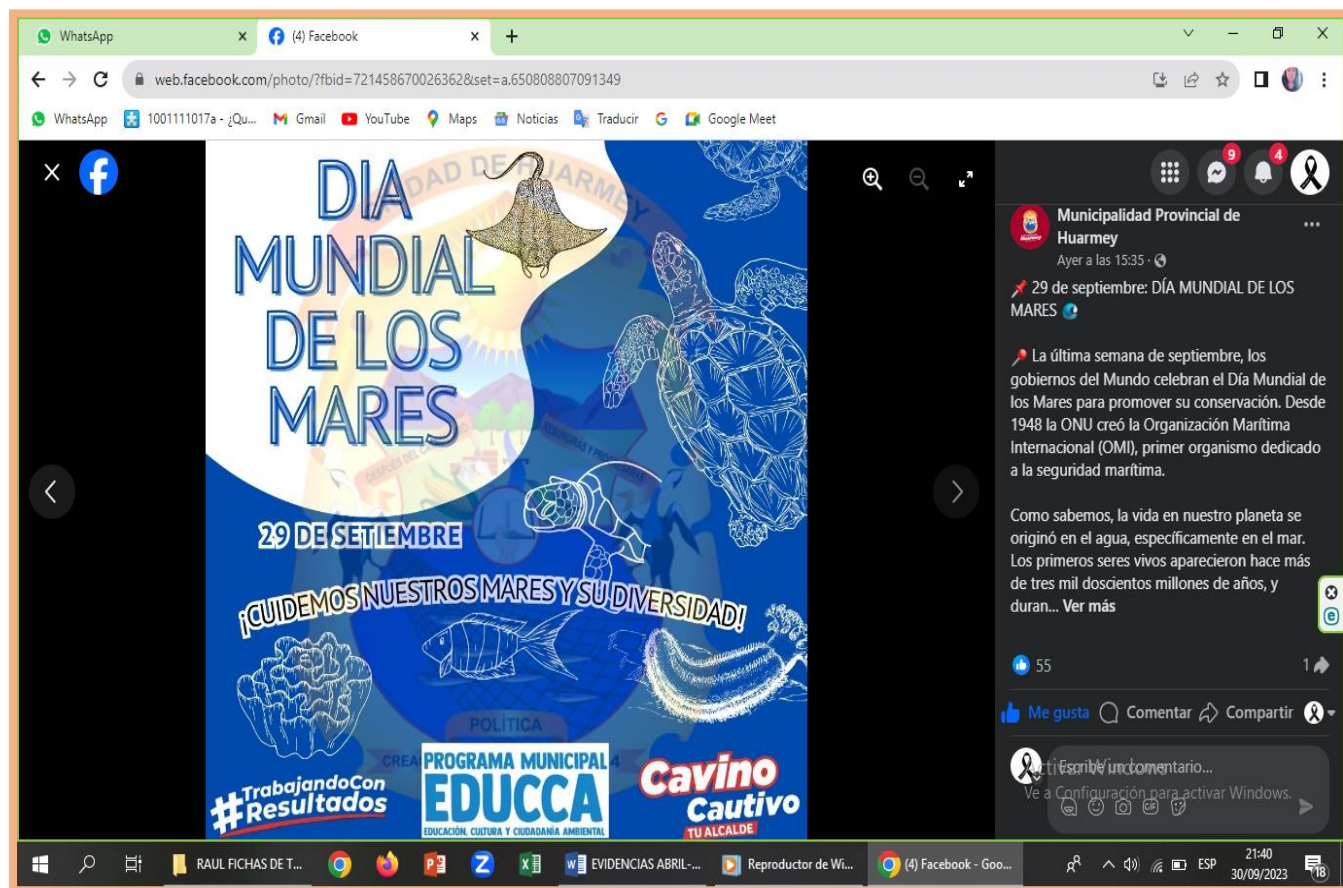 WhatsApp
(4) Facebook
web.facebook.com/photo/?fbid=721458670026362&set=a.650808807091349
WhatsApp 1001111017a - ¿Qu... Gmail YouTube Maps Noticias Traducir Google Meet
DIA
MUNDIAL
DE LOS
MARES
29 DE SETIEMBRE
¡CUIDEMOS NUESTROS MARES Y SU DIVERSIDAD!
POLÍTICA
#TrabajandoCon
Resultados
PROGRAMA MUNICIPAL
EDUCCA
EDUCACIÓN, CULTURA Y CIUDADANÍA AMBIENTAL
Cavino
Cautivo
TU ALCALDE
9
4
Municipalidad Provincial de
Huarmey
Ayer a las 15:35
29 de septiembre: DÍA MUNDIAL DE LOS
MARES
La última semana de septiembre, los
gobiernos del Mundo celebran el Día Mundial de
los Mares para promover su conservación. Desde
1948 la ONU creó la Organización Marítima
Internacional (OMI), primer organismo dedicado
a la seguridad marítima.
Como sabemos, la vida en nuestro planeta se
originó en el agua, específicamente en el mar.
Los primeros seres vivos aparecieron hace más
de tres mil doscientos millones de años, y
duran... Ver más
55
1
Me gusta Comentar Compartir
Escribe un comentario...
Activar Windows
Ve a Configuración para activar Windows.
GIF
RAUL FICHAS DE T...
EVIDENCIAS ABRIL-...
Reproductor de Wi...
(4) Facebook - Goo...
ESP
21:40
30/09/2023
18